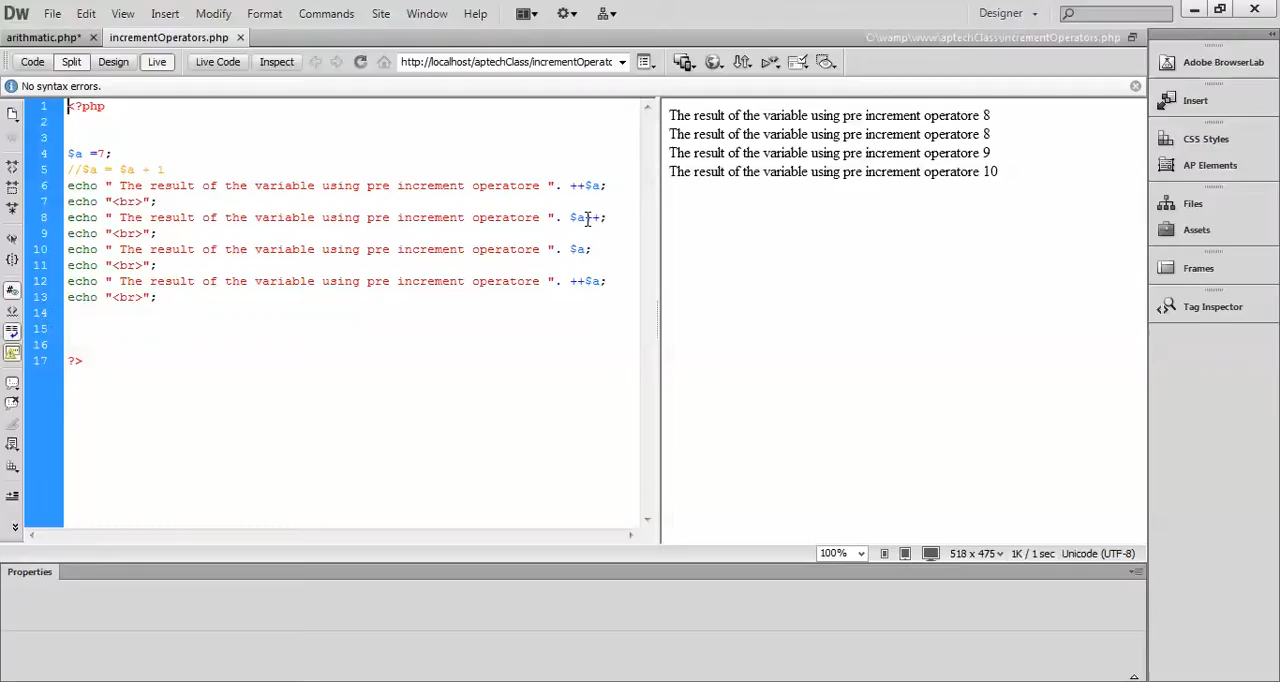 Dw File Edit View Insert Modify Format Commands Site Window Help Designer
arithmatic.php* × incrementOperators.php × C:\wamp\www\aptechClass\incrementOperators.php
Code Split Design Live Live Code Inspect http://localhost/aptechClass/incrementOperatc
No syntax errors.
1 <?php
2
3
4 $a =7;
5 //$a = $a + 1
6 echo " The result of the variable using pre increment operatore ". ++$a;
7 echo "<br>";
8 echo " The result of the variable using pre increment operatore ". $a++;
9 echo "<br>";
10 echo " The result of the variable using pre increment operatore ". $a;
11 echo "<br>";
12 echo " The result of the variable using pre increment operatore ". ++$a;
13 echo "<br>";
14
15
16
17 ?>
The result of the variable using pre increment operatore 8
The result of the variable using pre increment operatore 8
The result of the variable using pre increment operatore 9
The result of the variable using pre increment operatore 10
100% 518 x 475 1K / 1 sec Unicode (UTF-8)
Properties
Adobe BrowserLab
Insert
CSS Styles
AP Elements
Files
Assets
Frames
Tag Inspector